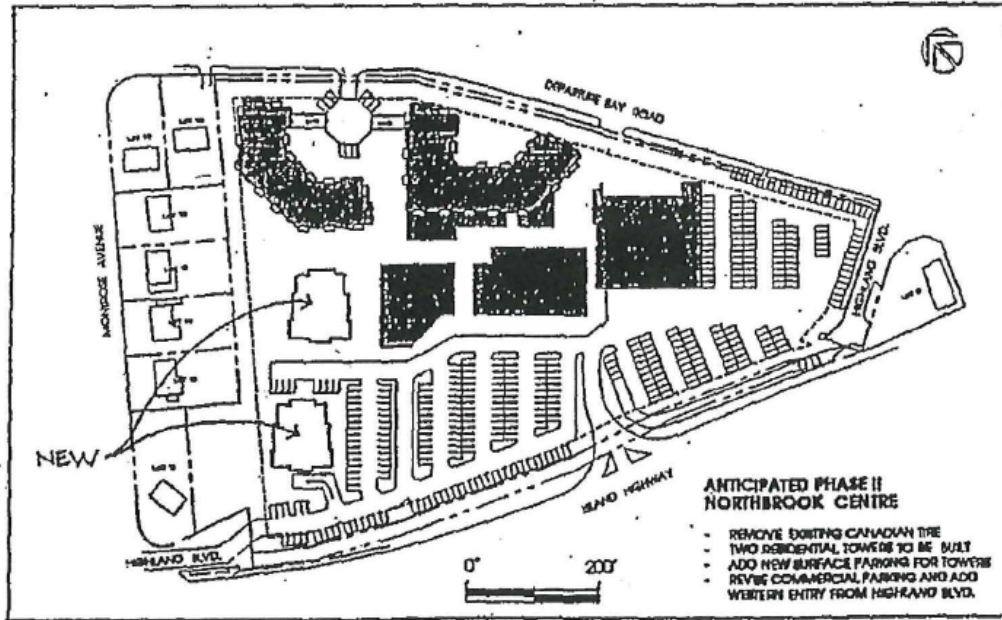 DEPARTURE BAY ROAD
MONTROSE AVENUE
HIGHLAND BLVD.
NEW
ISLAND HIGHWAY
HIGHLAND BLVD.
0'
200'
ANTICIPATED PHASE II
NORTHBROOK CENTRE
- REMOVE EXISTING CANADIAN TIRE
- TWO RESIDENTIAL TOWERS TO BE BUILT
- ADD NEW SURFACE PARKING FOR TOWERS
- REVISE COMMERCIAL PARKING AND ADD
WESTERN ENTRY FROM HIGHLAND BLVD.